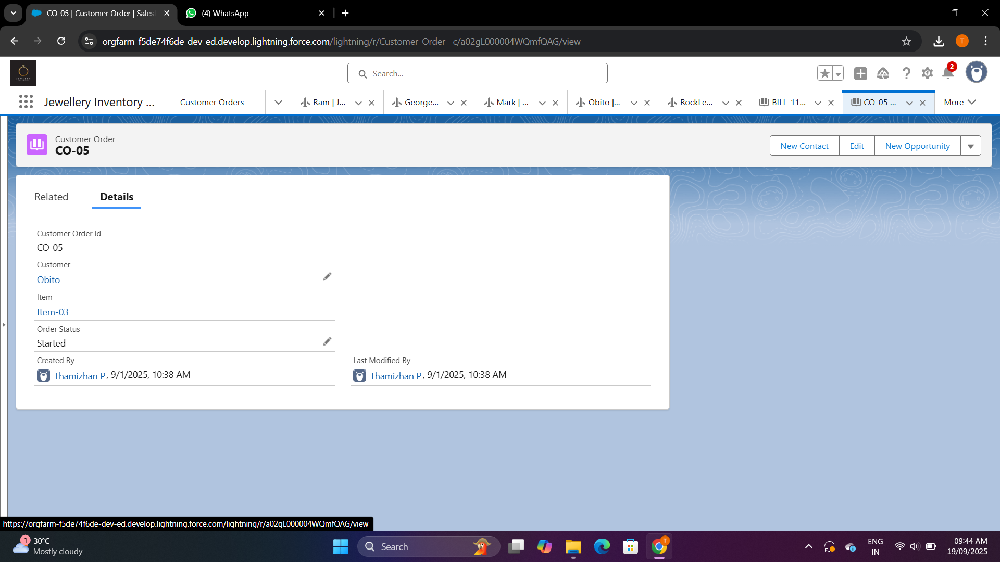 CO-05 | Customer Order | Sales
(4) WhatsApp
orgfarm-f5de74f6de-dev-ed.develop.lightning.force.com/lightning/r/Customer_Order__c/a02gL000004WQmfQAG/view
T
JEWELRY
Search...
2
Jewellery Inventory ...
Customer Orders
Ram | J...
George...
Mark | ...
Obito |...
RockLe...
BILL-11...
CO-05 ...
More
Customer Order
CO-05
New Contact
Edit
New Opportunity
Related
Details
Customer Order Id
CO-05
Customer
Obito
Item
Item-03
Order Status
Started
Created By
Thamizhan P, 9/1/2025, 10:38 AM
Last Modified By
Thamizhan P, 9/1/2025, 10:38 AM
https://orgfarm-f5de74f6de-dev-ed.develop.lightning.force.com/lightning/r/a02gL000004WQmfQAG/view
1
30°C
Mostly cloudy
Search
T
ENG
IN
09:44 AM
19/09/2025